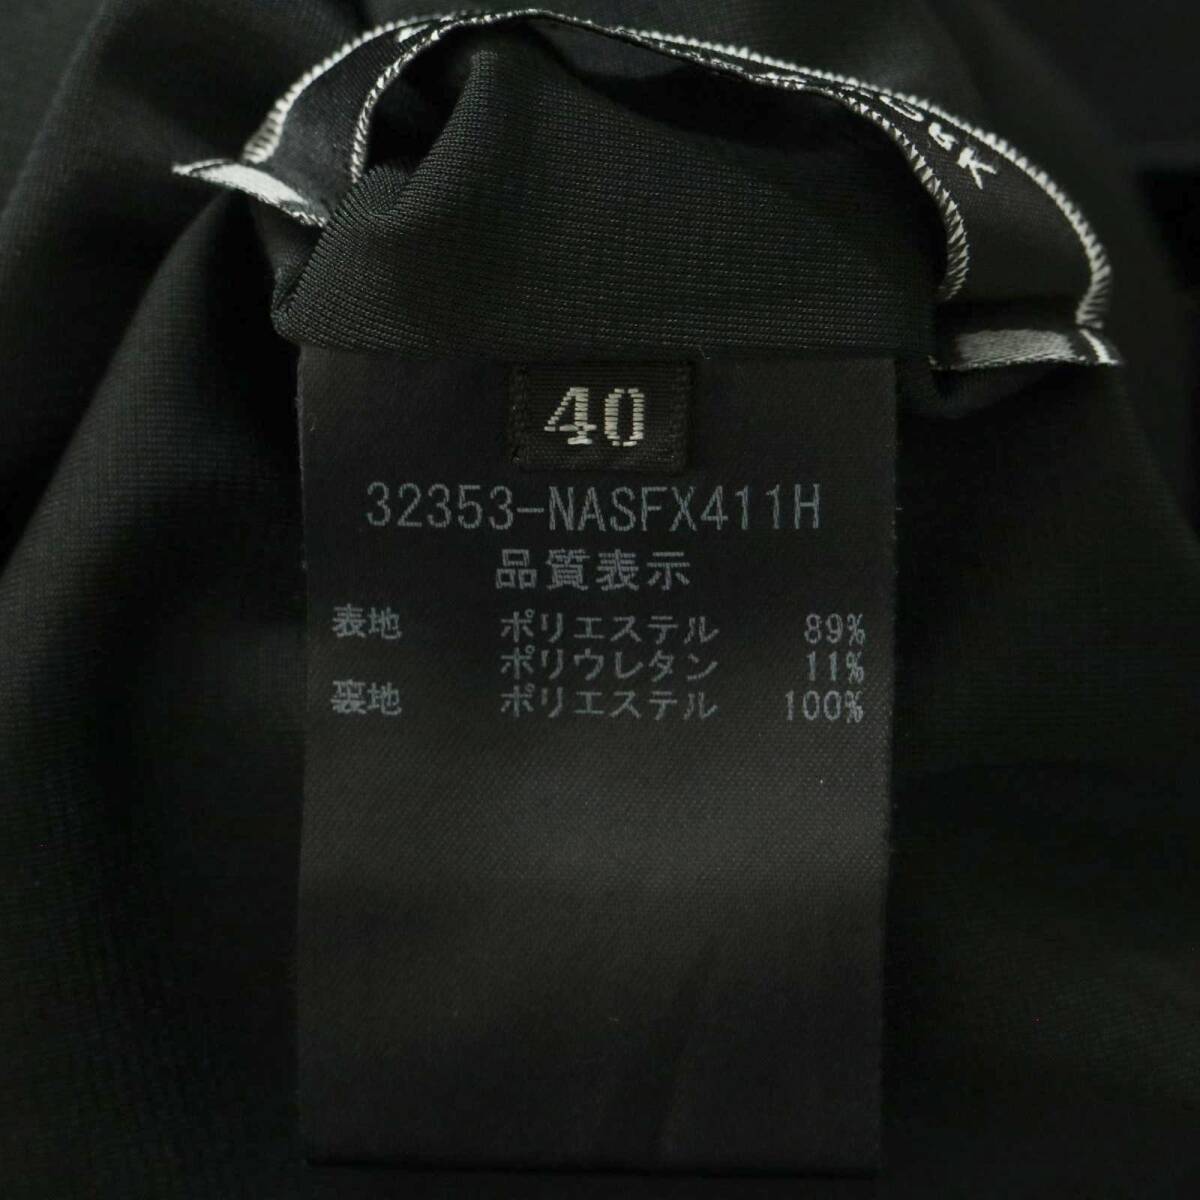 40
32353-NASFX411H
品質表示
表地 ポリエステル 89%
ポリウレタン 11%
裏地 ポリエステル 100%